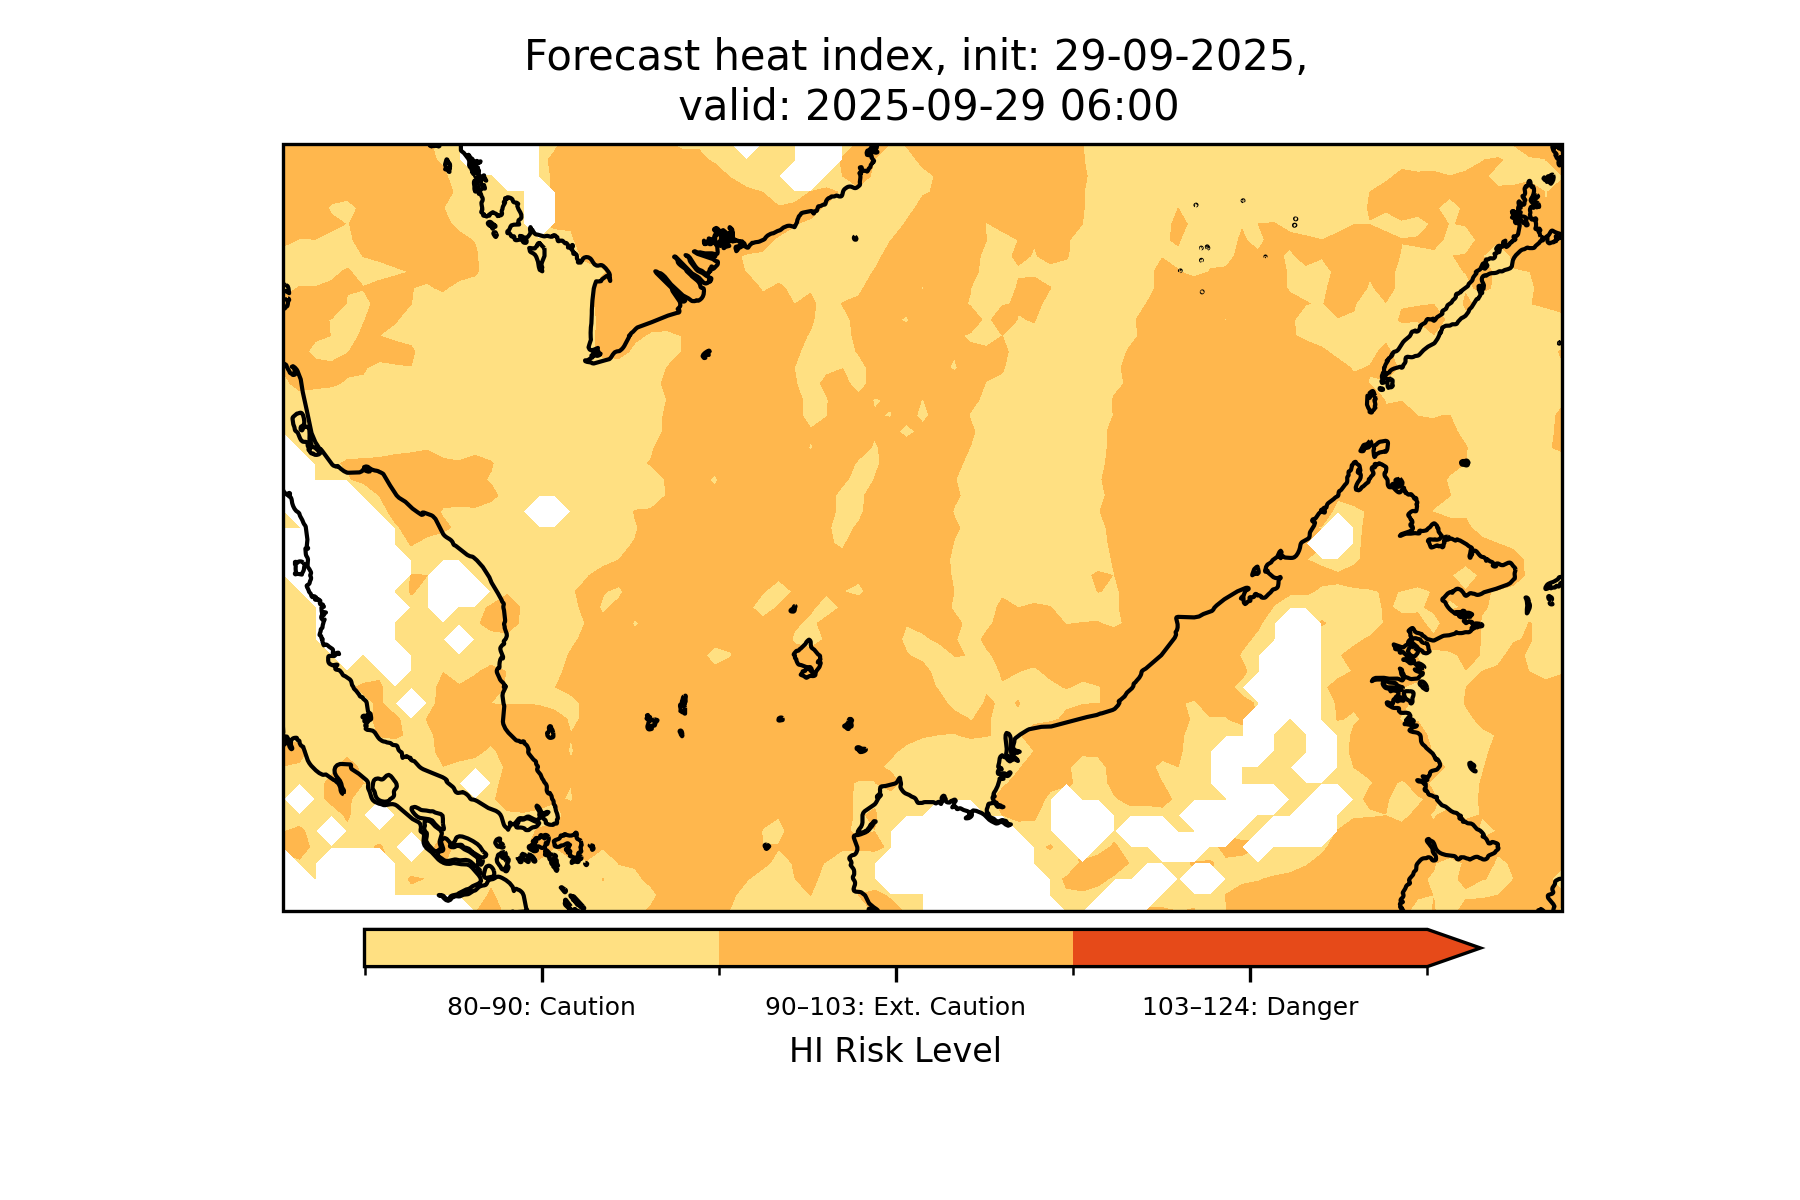 Forecast heat index, init: 29-09-2025,
valid: 2025-09-29 06:00
80–90: Caution
90–103: Ext. Caution
103–124: Danger
HI Risk Level